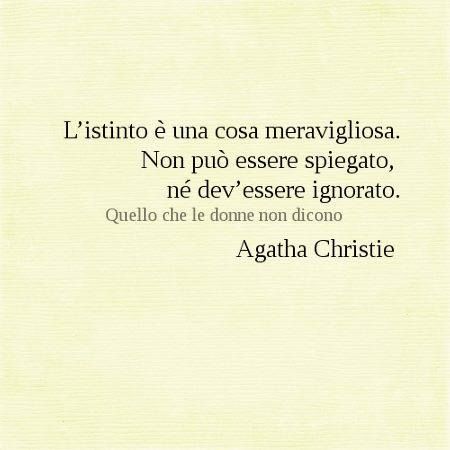 L’istinto è una cosa meravigliosa.
Non può essere spiegato,
né dev’essere ignorato.
Quello che le donne non dicono
Agatha Christie